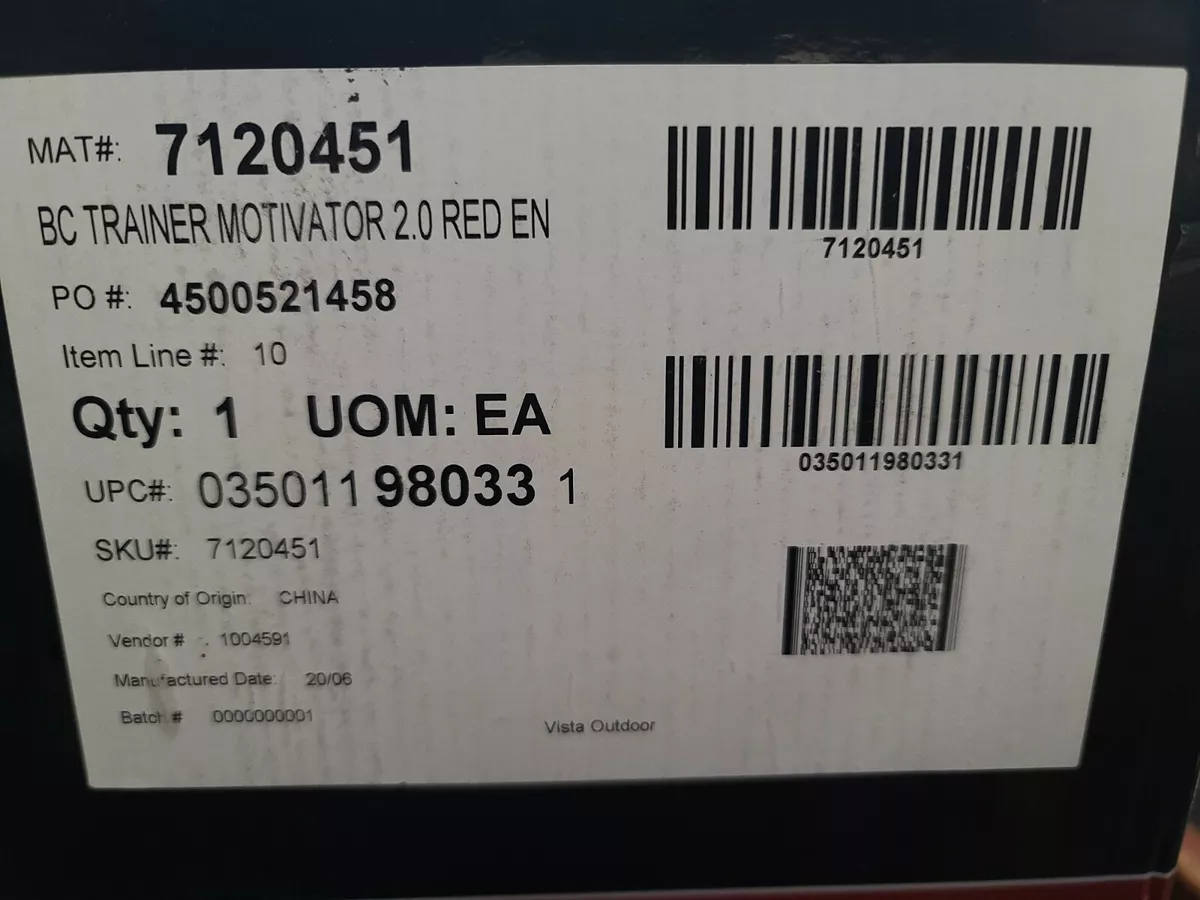 MAT#: 7120451
BC TRAINER MOTIVATOR 2.0 RED EN
PO #: 4500521458
Item Line #: 10
Qty: 1 UOM: EA
UPC#: 035011 98033 1
SKU#: 7120451
Country of Origin: CHINA
Vendor # : 1004591
Manufactured Date: 20/06
Batch # 0000000001
7120451
035011980331
Vista Outdoor